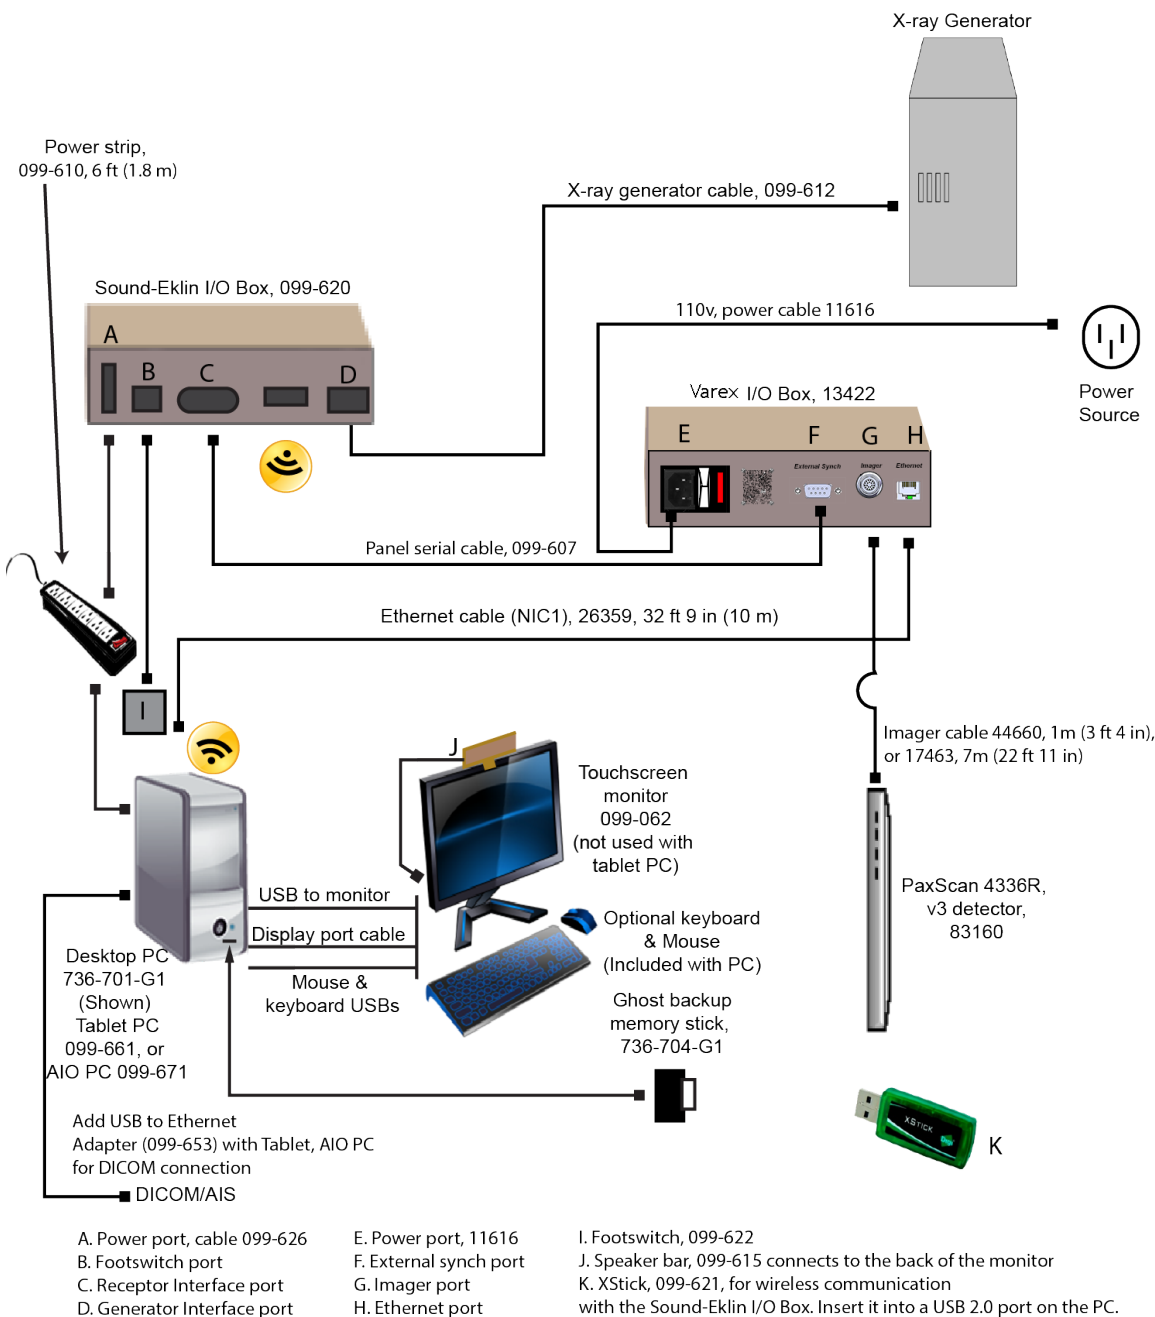 X-ray Generator
Power strip,
099-610, 6 ft (1.8 m)
X-ray generator cable, 099-612
Sound-Eklin I/O Box, 099-620
A
B
C
D
110v, power cable 11616
Power
Source
Varex I/O Box, 13422
E
F
G
H
External Synch
Imager
Ethernet
Panel serial cable, 099-607
Ethernet cable (NIC1), 26359, 32 ft 9 in (10 m)
I
J
Imager cable 44660, 1m (3 ft 4 in),
or 17463, 7m (22 ft 11 in)
Touchscreen
monitor
099-062
(not used with
tablet PC)
USB to monitor
Display port cable
Mouse &
keyboard USBs
PaxScan 4336R,
v3 detector,
83160
Optional keyboard
& Mouse
(Included with PC)
Desktop PC
736-701-G1
(Shown)
Tablet PC
099-661, or
AIO PC 099-671
Ghost backup
memory stick,
736-704-G1
XSTICK
K
Add USB to Ethernet
Adapter (099-653) with Tablet, AIO PC
for DICOM connection
DICOM/AIS
A. Power port, cable 099-626
B. Footswitch port
C. Receptor Interface port
D. Generator Interface port
E. Power port, 11616
F. External synch port
G. Imager port
H. Ethernet port
I. Footswitch, 099-622
J. Speaker bar, 099-615 connects to the back of the monitor
K. XStick, 099-621, for wireless communication
with the Sound-Eklin I/O Box. Insert it into a USB 2.0 port on the PC.